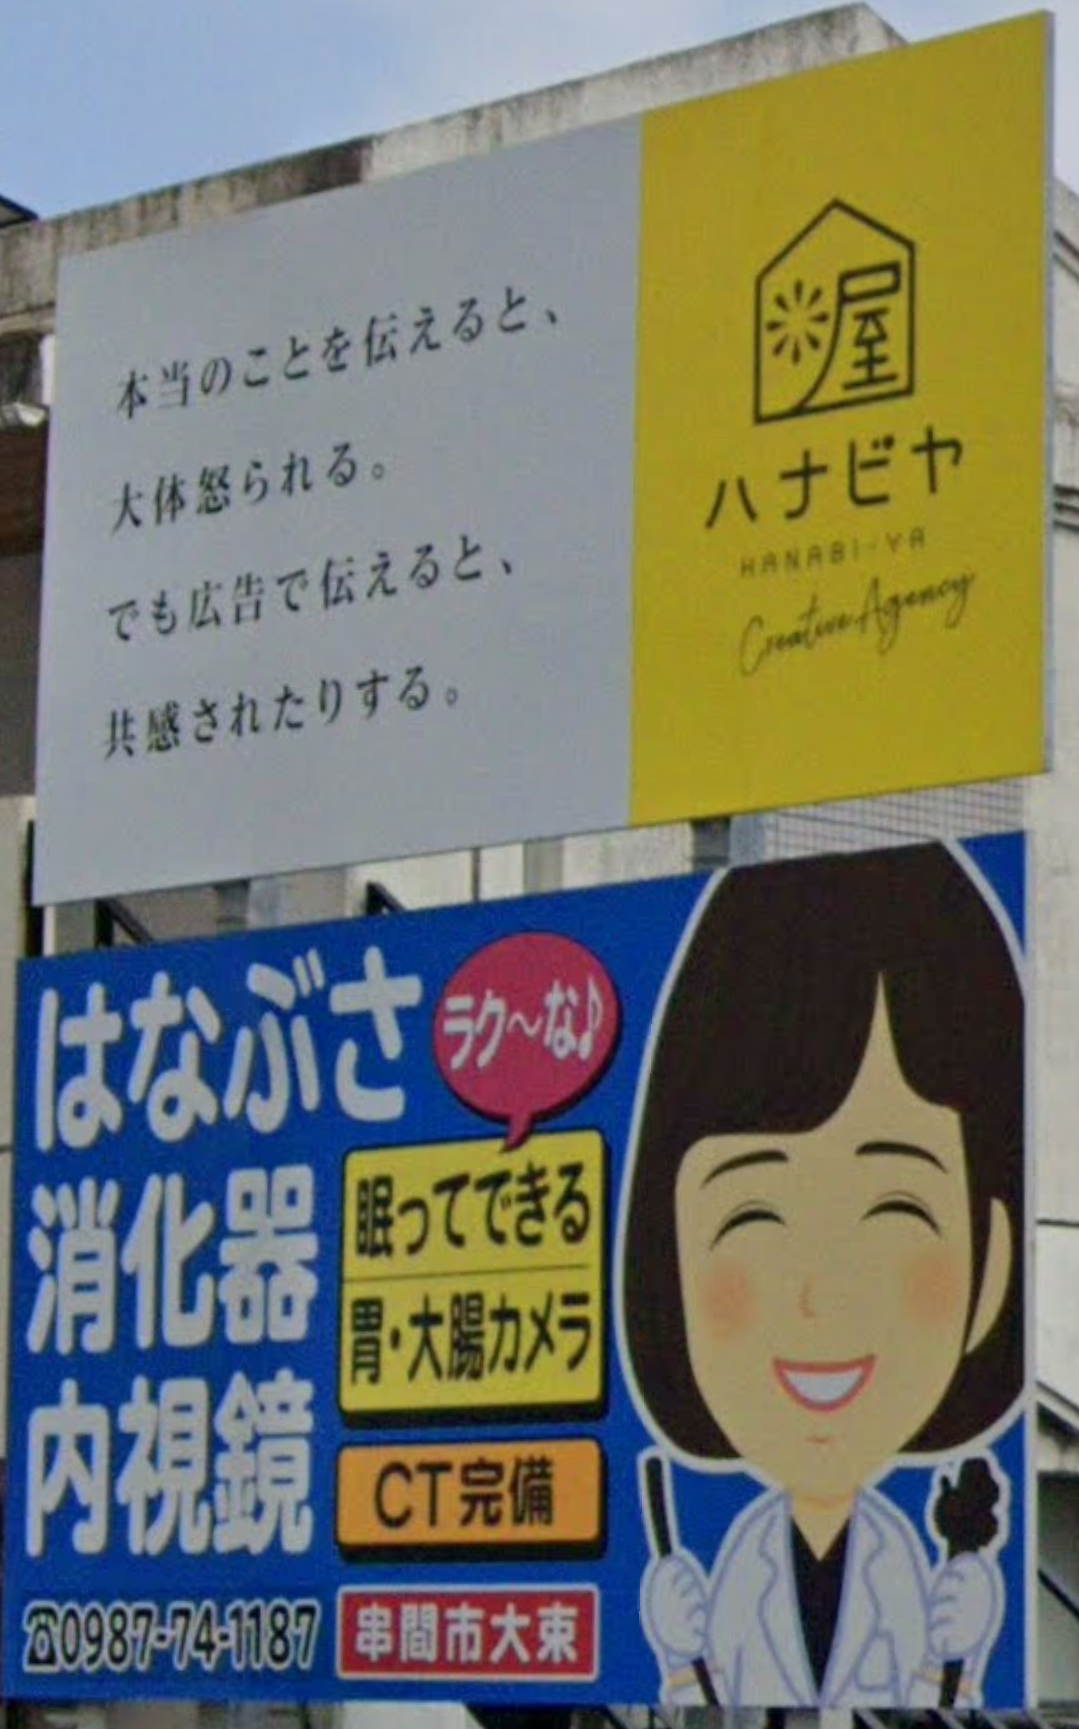 本当のことを伝えると、
大体怒られる。
でも広告で伝えると、
共感されたりする。
屋
ハナビヤ
HANABI-YA
Creative Agency
はなぶさ
消化器
内視鏡
ラク〜な♪
眠ってできる
胃・大腸カメラ
CT完備
☎0987-74-1187
串間市大束